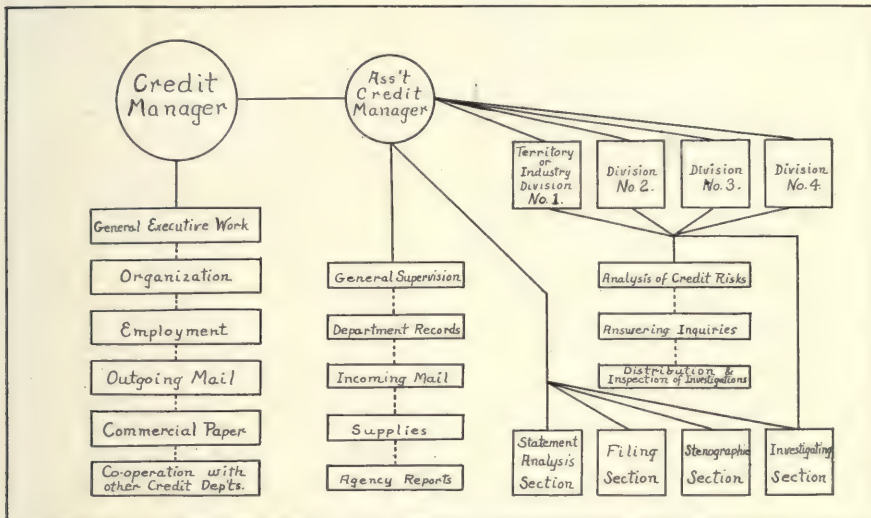 Credit
Manager
Ass't
Credit
Manager
Territory
or
Industry
Division
No. 1.
Division
No. 2.
Division
No. 3.
Division
No. 4.
General Executive Work
Organization
Employment
Outgoing Mail
Commercial Paper
Co-operation with
other Credit Dep'ts.
General Supervision
Department Records
Incoming Mail
Supplies
Agency Reports
Analysis of Credit Risks
Answering Inquiries
Distribution &
Inspection of Investigations
Statement
Analysis
Section
Filing
Section
Stenographic
Section
Investigating
Section